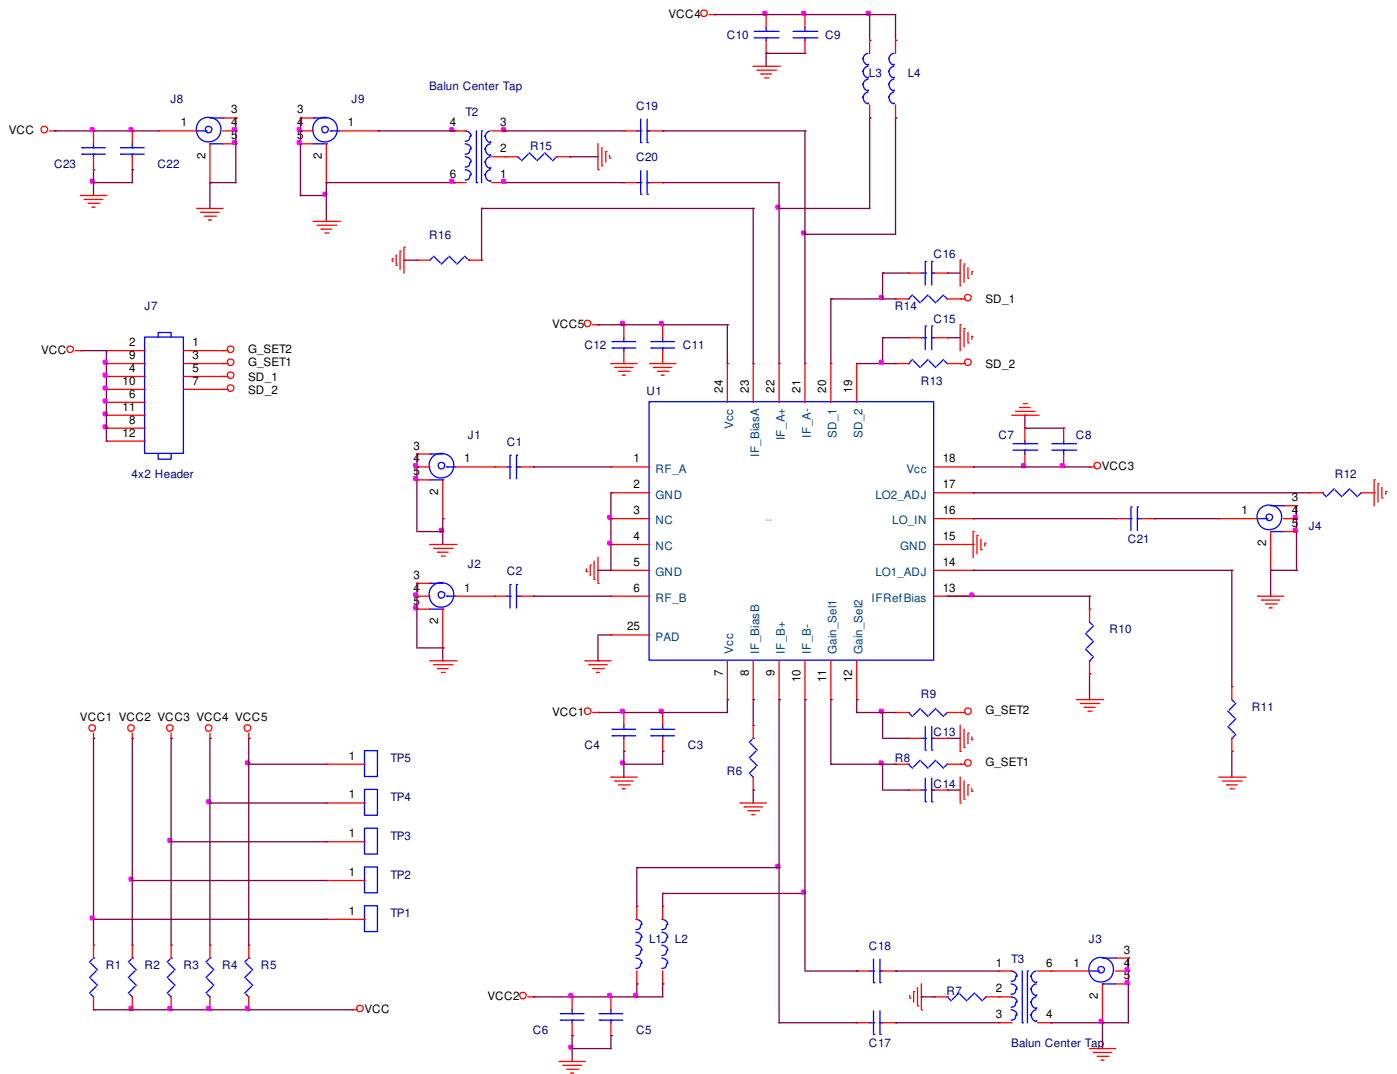 VCC4
C10
C9
L3
L4
Balun Center Tap
J8
J9
T2
C19
VCC
1
3
4
5
2
C23
C22
3
4
5
1
2
4
3
2
6
1
R15
C20
R16
C16
R14
SD_1
C15
SD_2
R13
J7
VCC
2
9
4
10
6
11
8
12
1
3
5
7
G_SET2
G_SET1
SD_1
SD_2
4x2 Header
VCC5
C12
C11
U1
24
23
22
21
20
19
Vcc
IF_BiasA
IF_A+
IF_A-
SD_1
SD_2
J1
3
4
5
1
2
C1
J2
3
4
5
1
2
C2
1
2
3
4
5
6
25
RF_A
GND
NC
NC
GND
RF_B
PAD
Vcc
LO2_ADJ
LO_IN
GND
LO1_ADJ
IFRefBias
18
17
16
15
14
13
C7
C8
VCC3
R12
C21
1
3
4
5
2
J4
R10
R11
Vcc
IF_BiasB
IF_B+
IF_B-
Gain_Sel1
Gain_Sel2
7
8
9
10
11
12
VCC1
C4
C3
R6
R9
G_SET2
C13
R8
G_SET1
C14
VCC1
VCC2
VCC3
VCC4
VCC5
1
TP5
1
TP4
1
TP3
1
TP2
1
TP1
R1
R2
R3
R4
R5
VCC
L1
L2
VCC2
C6
C5
C18
C17
R7
T3
1
2
3
6
4
J3
1
3
4
5
2
Balun Center Tap